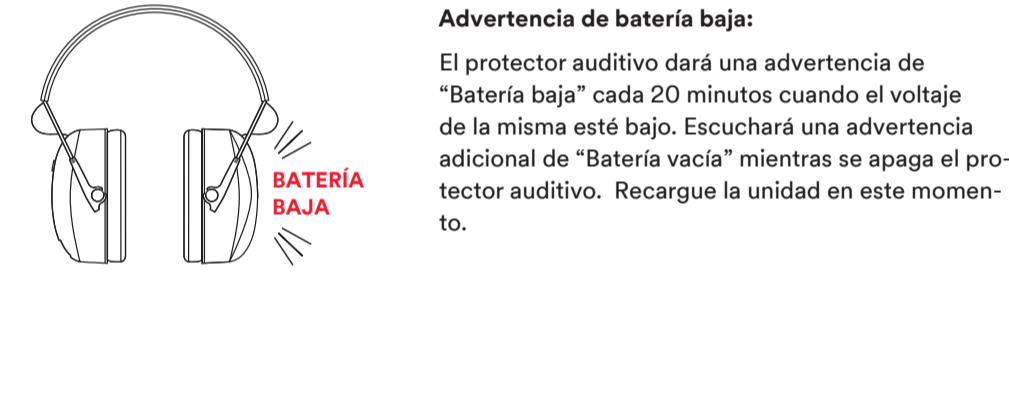 BATERÍA
BAJA
Advertencia de batería baja:
El protector auditivo dará una advertencia de
“Batería baja” cada 20 minutos cuando el voltaje
de la misma esté bajo. Escuchará una advertencia
adicional de “Batería vacía” mientras se apaga el pro-
tector auditivo.  Recargue la unidad en este momen-
to.